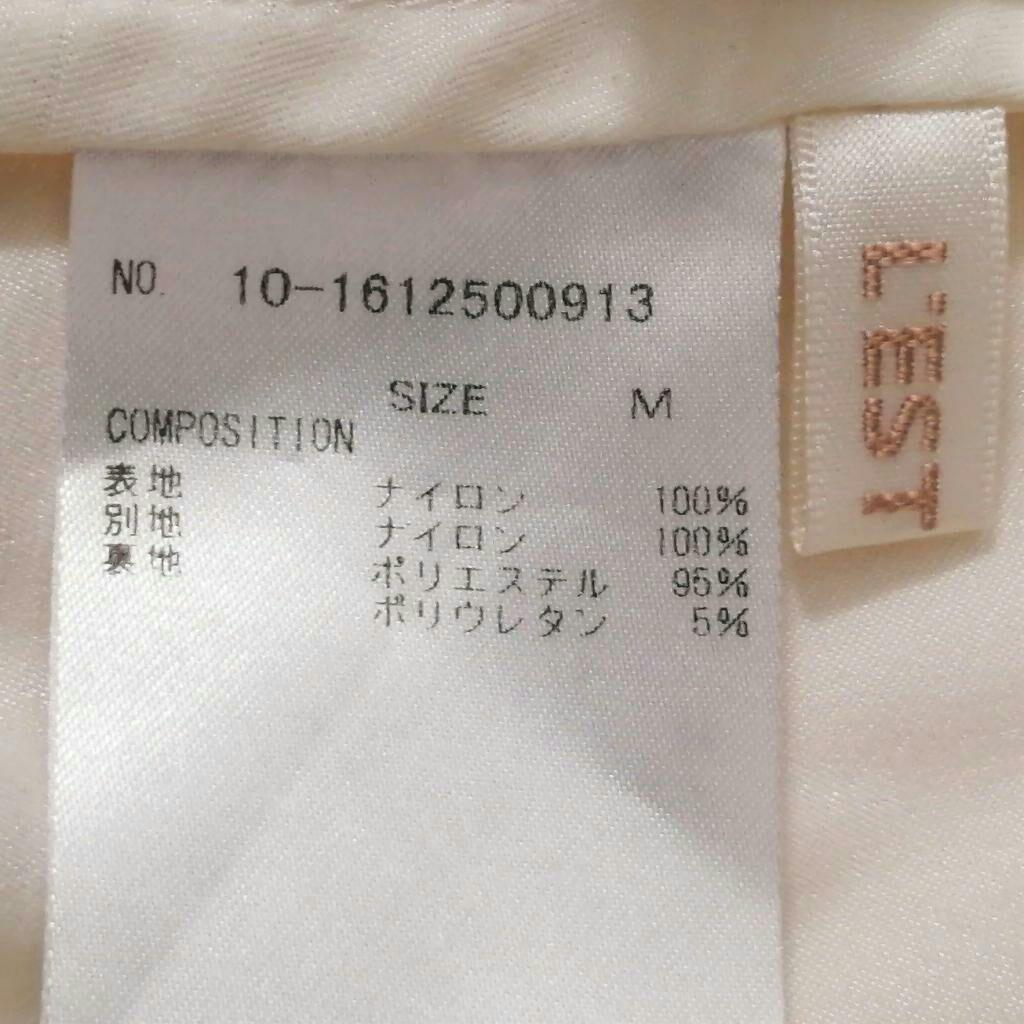 NO. 10-1612500913
SIZE M
COMPOSITION
表地 ナイロン 100%
別地 ナイロン 100%
裏地 ポリエステル 95%
ポリウレタン 5%
L'EST